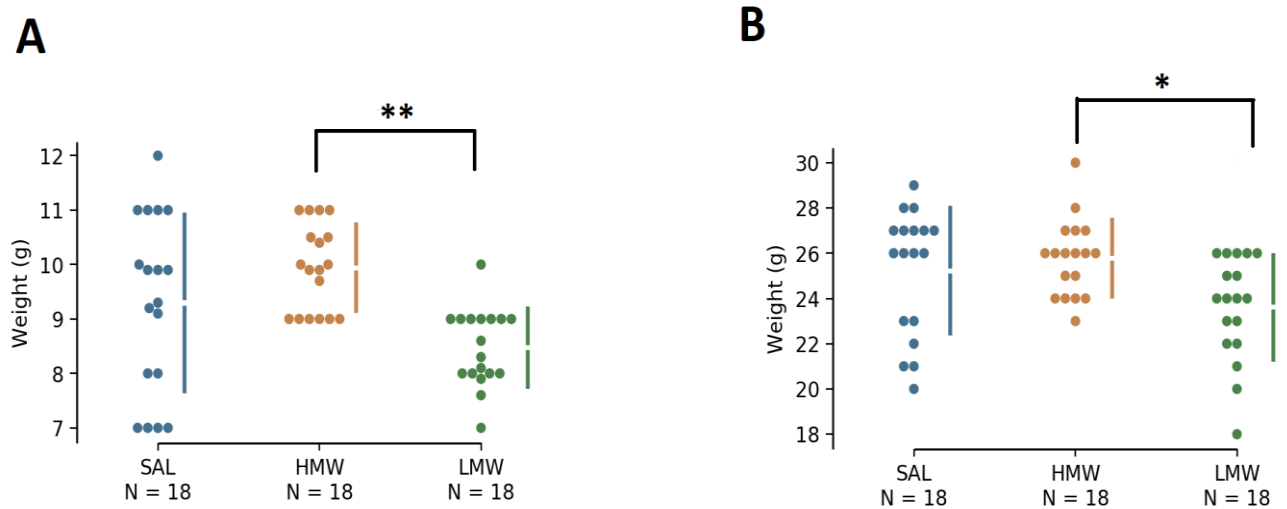 A
**
Weight (g)
12
11
10
9
8
7
SAL
N = 18
HMW
N = 18
LMW
N = 18
B
*
Weight (g)
30
28
26
24
22
20
18
SAL
N = 18
HMW
N = 18
LMW
N = 18